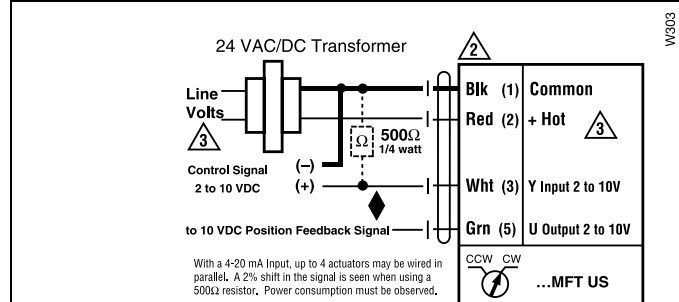 W303
24 VAC/DC Transformer
2
Line
Volts
3
Blk (1) Common
Red (2) + Hot 3
Ω 500Ω
1/4 watt
Control Signal
2 to 10 VDC
(–)
(+)
Wht (3) Y Input 2 to 10V
to 10 VDC Position Feedback Signal
Grn (5) U Output 2 to 10V
CCW CW
...MFT US
With a 4-20 mA Input, up to 4 actuators may be wired in
parallel. A 2% shift in the signal is seen when using a
500Ω resistor. Power consumption must be observed.